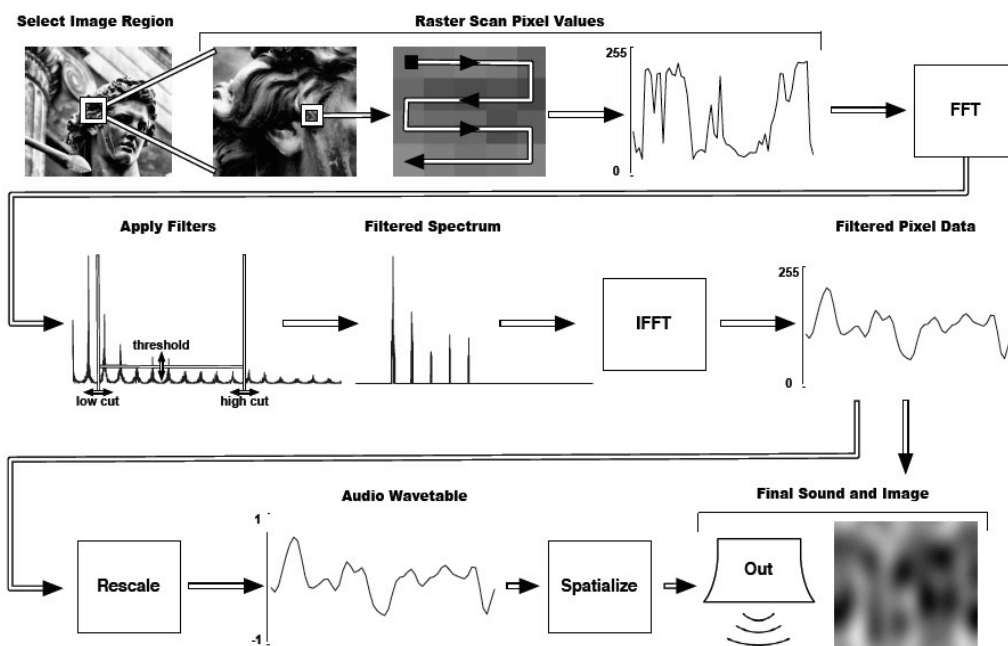 Select Image Region
Raster Scan Pixel Values
255
0
FFT
Apply Filters
Filtered Spectrum
Filtered Pixel Data
threshold
low cut
high cut
IFFT
255
0
Audio Wavetable
Final Sound and Image
Rescale
1
-1
Spatialize
Out